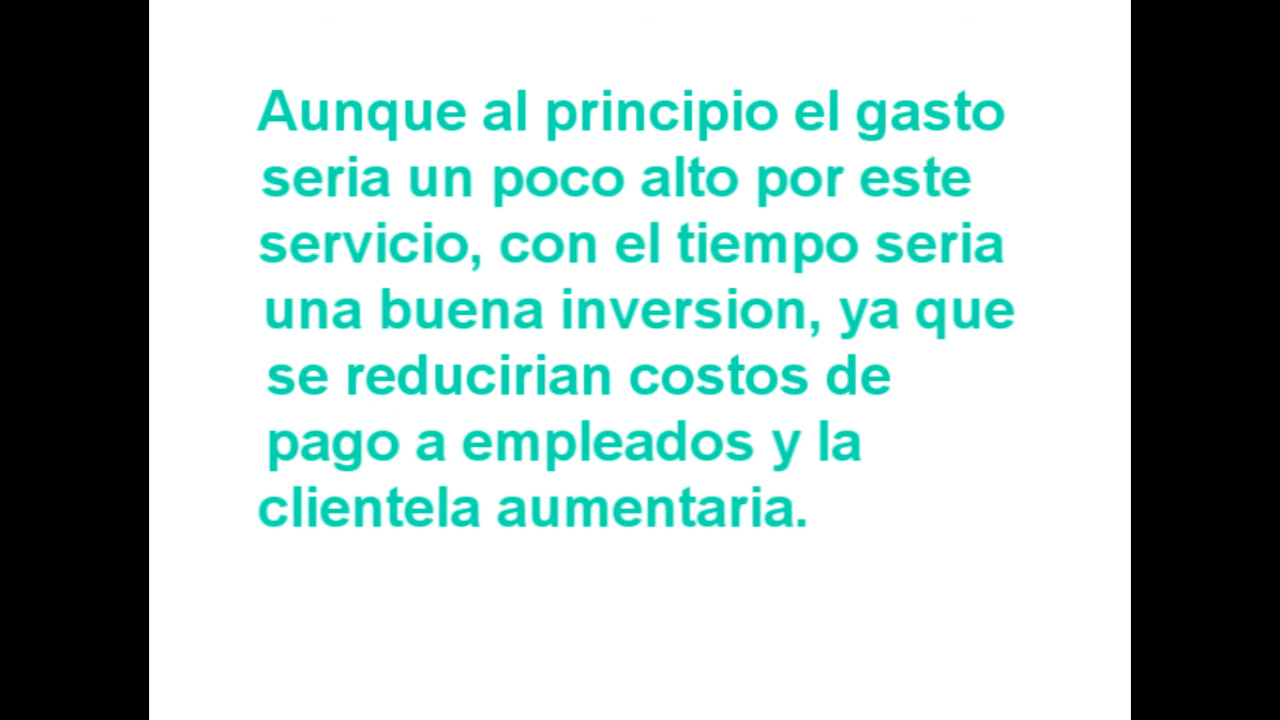 Aunque al principio el gasto
seria un poco alto por este
servicio, con el tiempo seria
una buena inversion, ya que
se reducirian costos de
pago a empleados y la
clientela aumentaria.